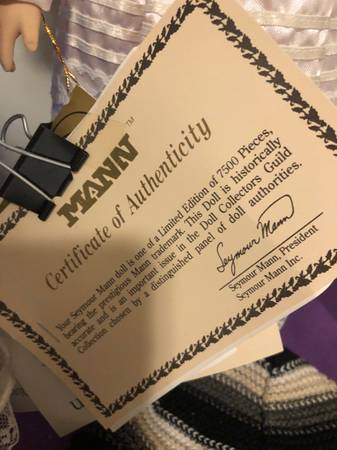 MANN™
Certificate of Authenticity
Your Seymour Mann doll is one of a Limited Edition of 7500 Pieces,
bearing the prestigious Mann trademark. This Doll is historically
accurate and is an important issue in the Doll Collectors Guild
Collection chosen by a distinguished panel of doll authorities.
Seymour Mann
Seymour Mann, President
Seymour Mann Inc.